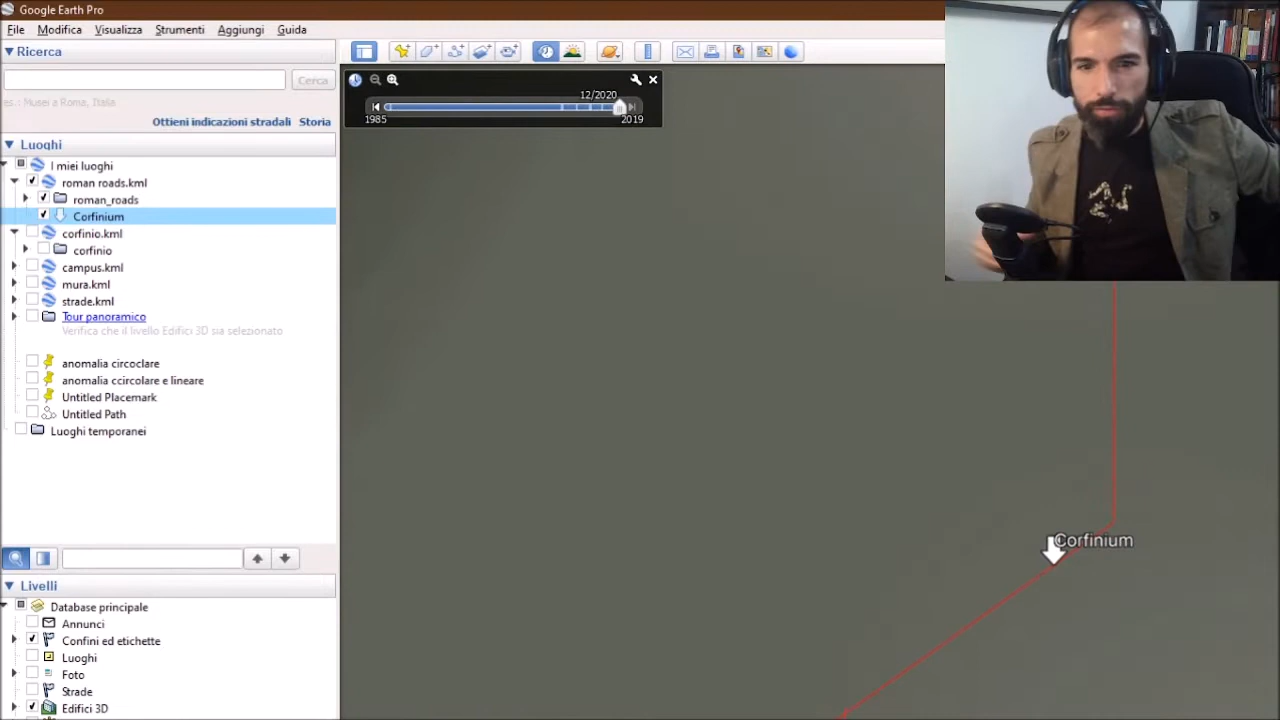 Google Earth Pro
File Modifica Visualizza Strumenti Aggiungi Guida
Ricerca
Cerca
es.: Musei a Roma, Italia
Ottieni indicazioni stradali Storia
Luoghi
I miei luoghi
roman roads.kml
roman_roads
Corfinium
corfinio.kml
corfinio
campus.kml
mura.kml
strade.kml
Tour panoramico
Verifica che il livello Edifici 3D sia selezionato
anomalia circoclare
anomalia ccircolare e lineare
Untitled Placemark
Untitled Path
Luoghi temporanei
Livelli
Database principale
Annunci
Confini ed etichette
Luoghi
Foto
Strade
Edifici 3D
12/2020
1985 2019
Corfinium